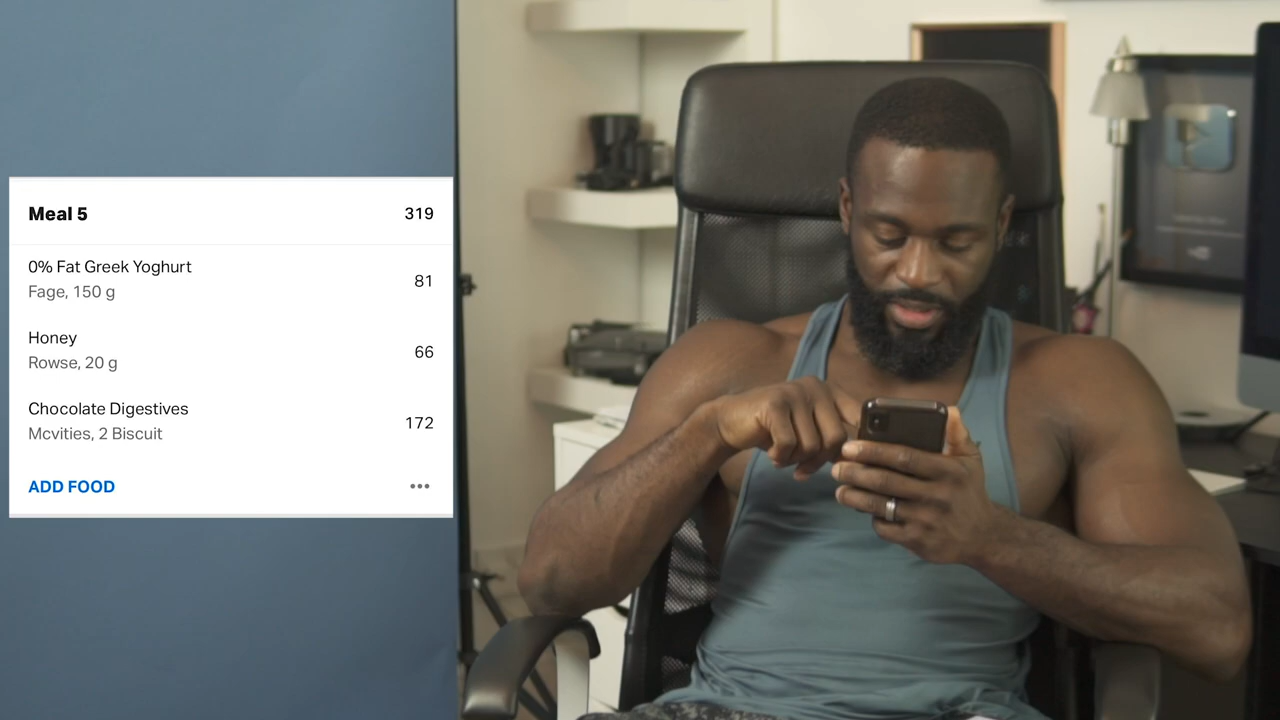 Meal 5 319
0% Fat Greek Yoghurt 81
Fage, 150 g
Honey 66
Rowse, 20 g
Chocolate Digestives 172
Mcvities, 2 Biscuit
ADD FOOD